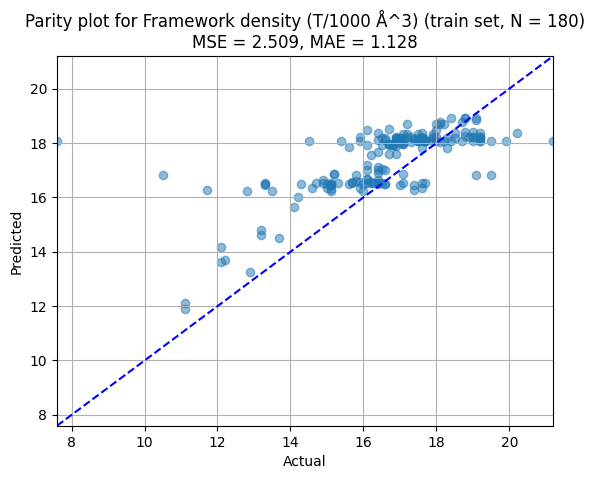 Parity plot for Framework density (T/1000 Å^3) (train set, N = 180)
MSE = 2.509, MAE = 1.128
20
18
16
14
12
10
8
Predicted
8 10 12 14 16 18 20
Actual